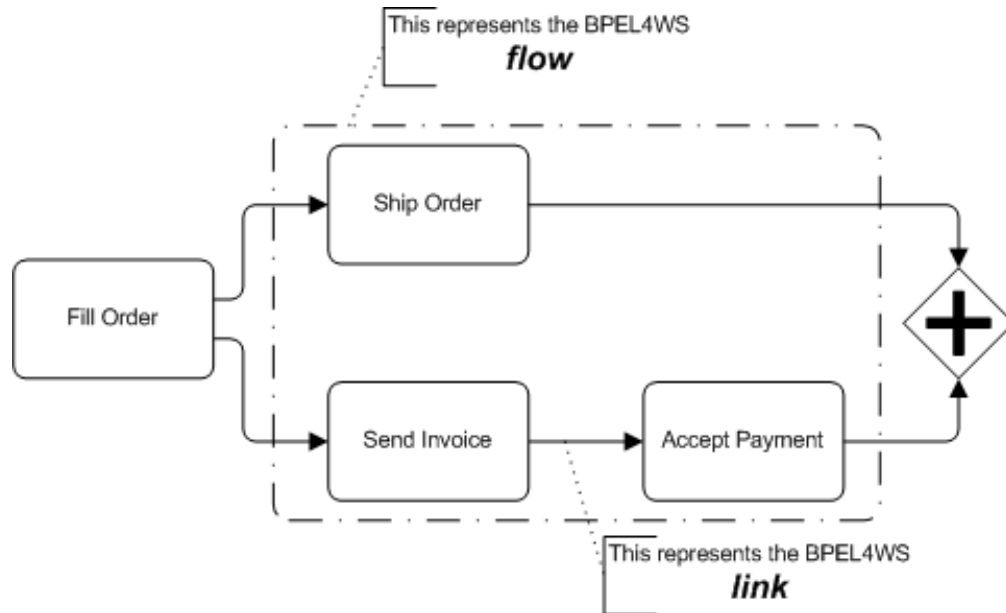 This represents the BPEL4WS
flow
Ship Order
Fill Order
Send Invoice
Accept Payment
This represents the BPEL4WS
link